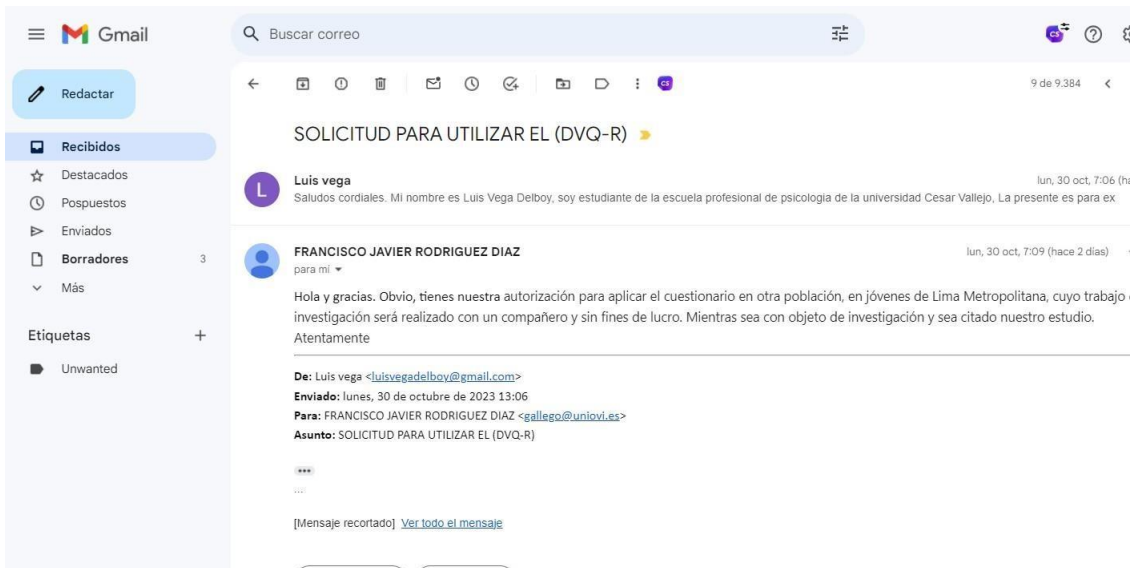 Gmail
Buscar correo
Redactar
9 de 9.384
SOLICITUD PARA UTILIZAR EL (DVQ-R)
Recibidos
Destacados
Pospuestos
Enviados
Borradores 3
Más
Etiquetas +
Unwanted
L
Luis vega
lun, 30 oct, 7:06
Saludos cordiales. Mi nombre es Luis Vega Delboy, soy estudiante de la escuela profesional de psicologia de la universidad Cesar Vallejo, La presente es para ex
FRANCISCO JAVIER RODRIGUEZ DIAZ
lun, 30 oct, 7:09 (hace 2 días)
para mí
Hola y gracias. Obvio, tienes nuestra autorización para aplicar el cuestionario en otra población, en jóvenes de Lima Metropolitana, cuyo trabajo
investigación será realizado con un compañero y sin fines de lucro. Mientras sea con objeto de investigación y sea citado nuestro estudio.
Atentamente
De: Luis vega <luisvegadelboy@gmail.com>
Enviado: lunes, 30 de octubre de 2023 13:06
Para: FRANCISCO JAVIER RODRIGUEZ DIAZ <gallego@uniovi.es>
Asunto: SOLICITUD PARA UTILIZAR EL (DVQ-R)
...
[Mensaje recortado] Ver todo el mensaje